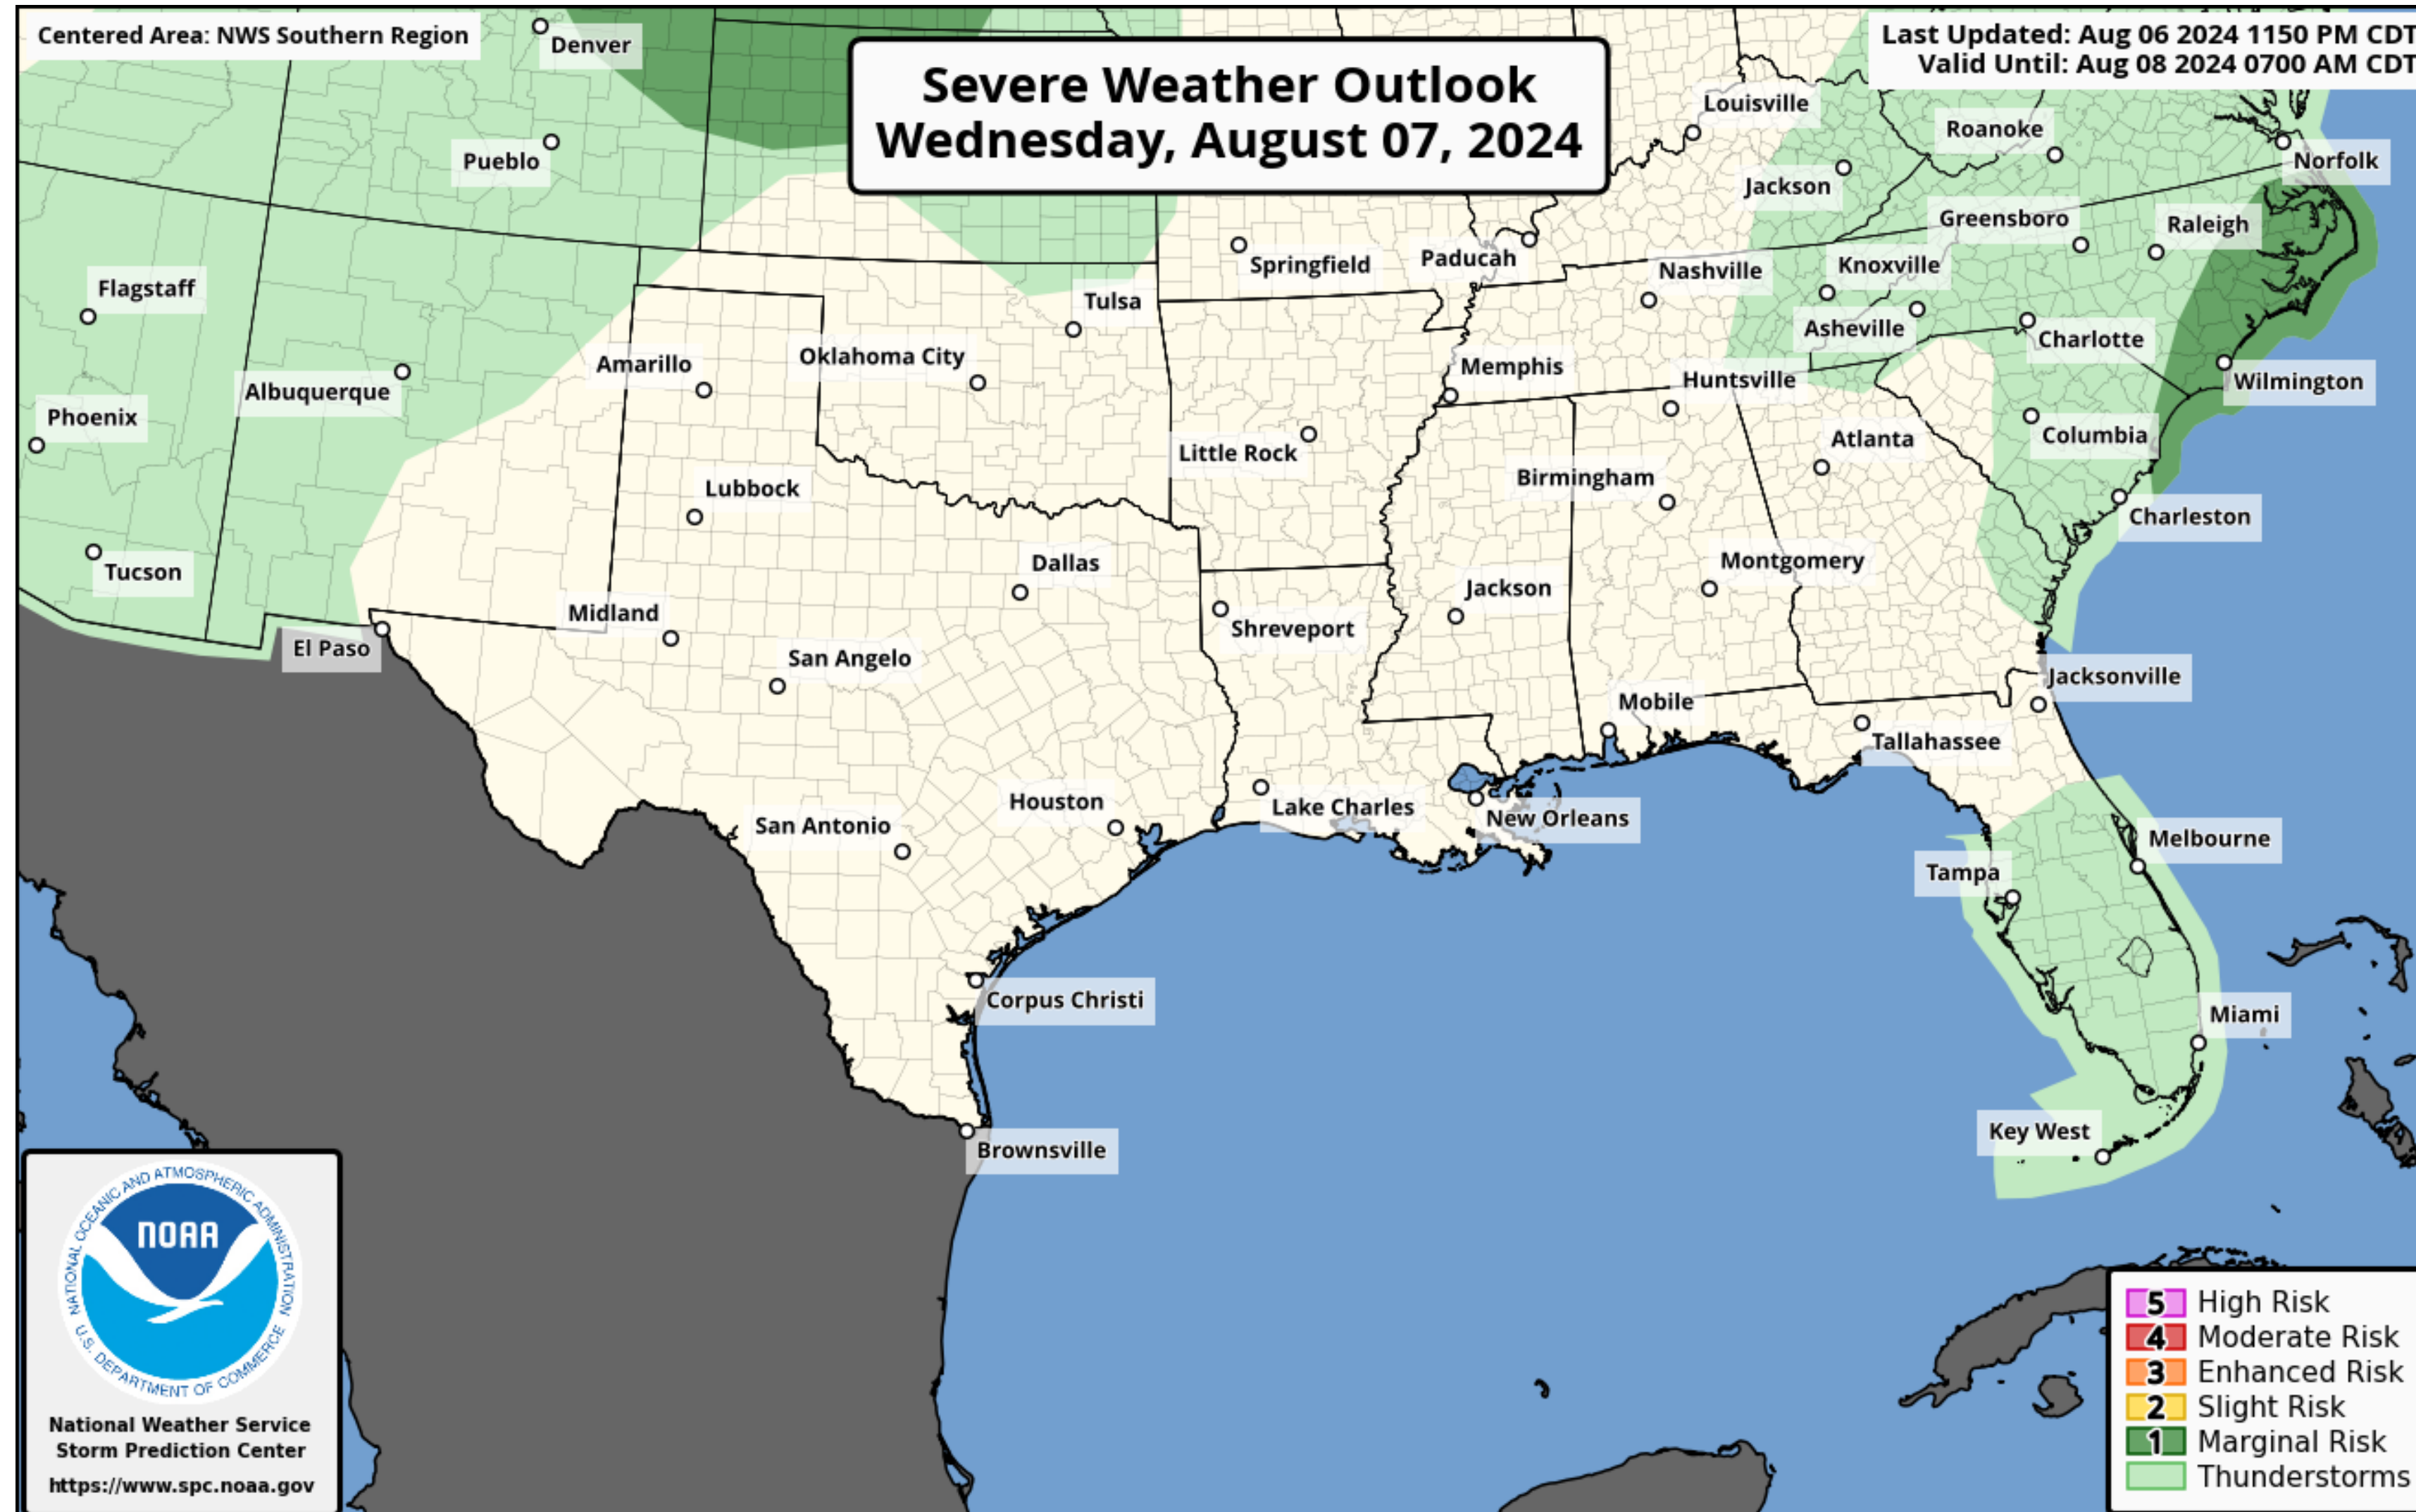 Centered Area: NWS Southern Region
Severe Weather Outlook
Wednesday, August 07, 2024
Last Updated: Aug 06 2024 1150 PM CDT
Valid Until: Aug 08 2024 0700 AM CDT
Denver
Louisville
Roanoke
Norfolk
Pueblo
Jackson
Greensboro
Raleigh
Springfield
Paducah
Nashville
Knoxville
Flagstaff
Tulsa
Asheville
Charlotte
Amarillo
Oklahoma City
Memphis
Huntsville
Wilmington
Albuquerque
Phoenix
Little Rock
Atlanta
Columbia
Lubbock
Birmingham
Charleston
Tucson
Dallas
Jackson
Montgomery
Midland
Shreveport
El Paso
San Angelo
Jacksonville
Mobile
Tallahassee
Houston
Lake Charles
New Orleans
San Antonio
Melbourne
Tampa
Corpus Christi
Miami
Key West
Brownsville
NATIONAL OCEANIC AND ATMOSPHERIC ADMINISTRATION
NOAA
U.S. DEPARTMENT OF COMMERCE
National Weather Service
Storm Prediction Center
https://www.spc.noaa.gov
5 High Risk
4 Moderate Risk
3 Enhanced Risk
2 Slight Risk
1 Marginal Risk
Thunderstorms